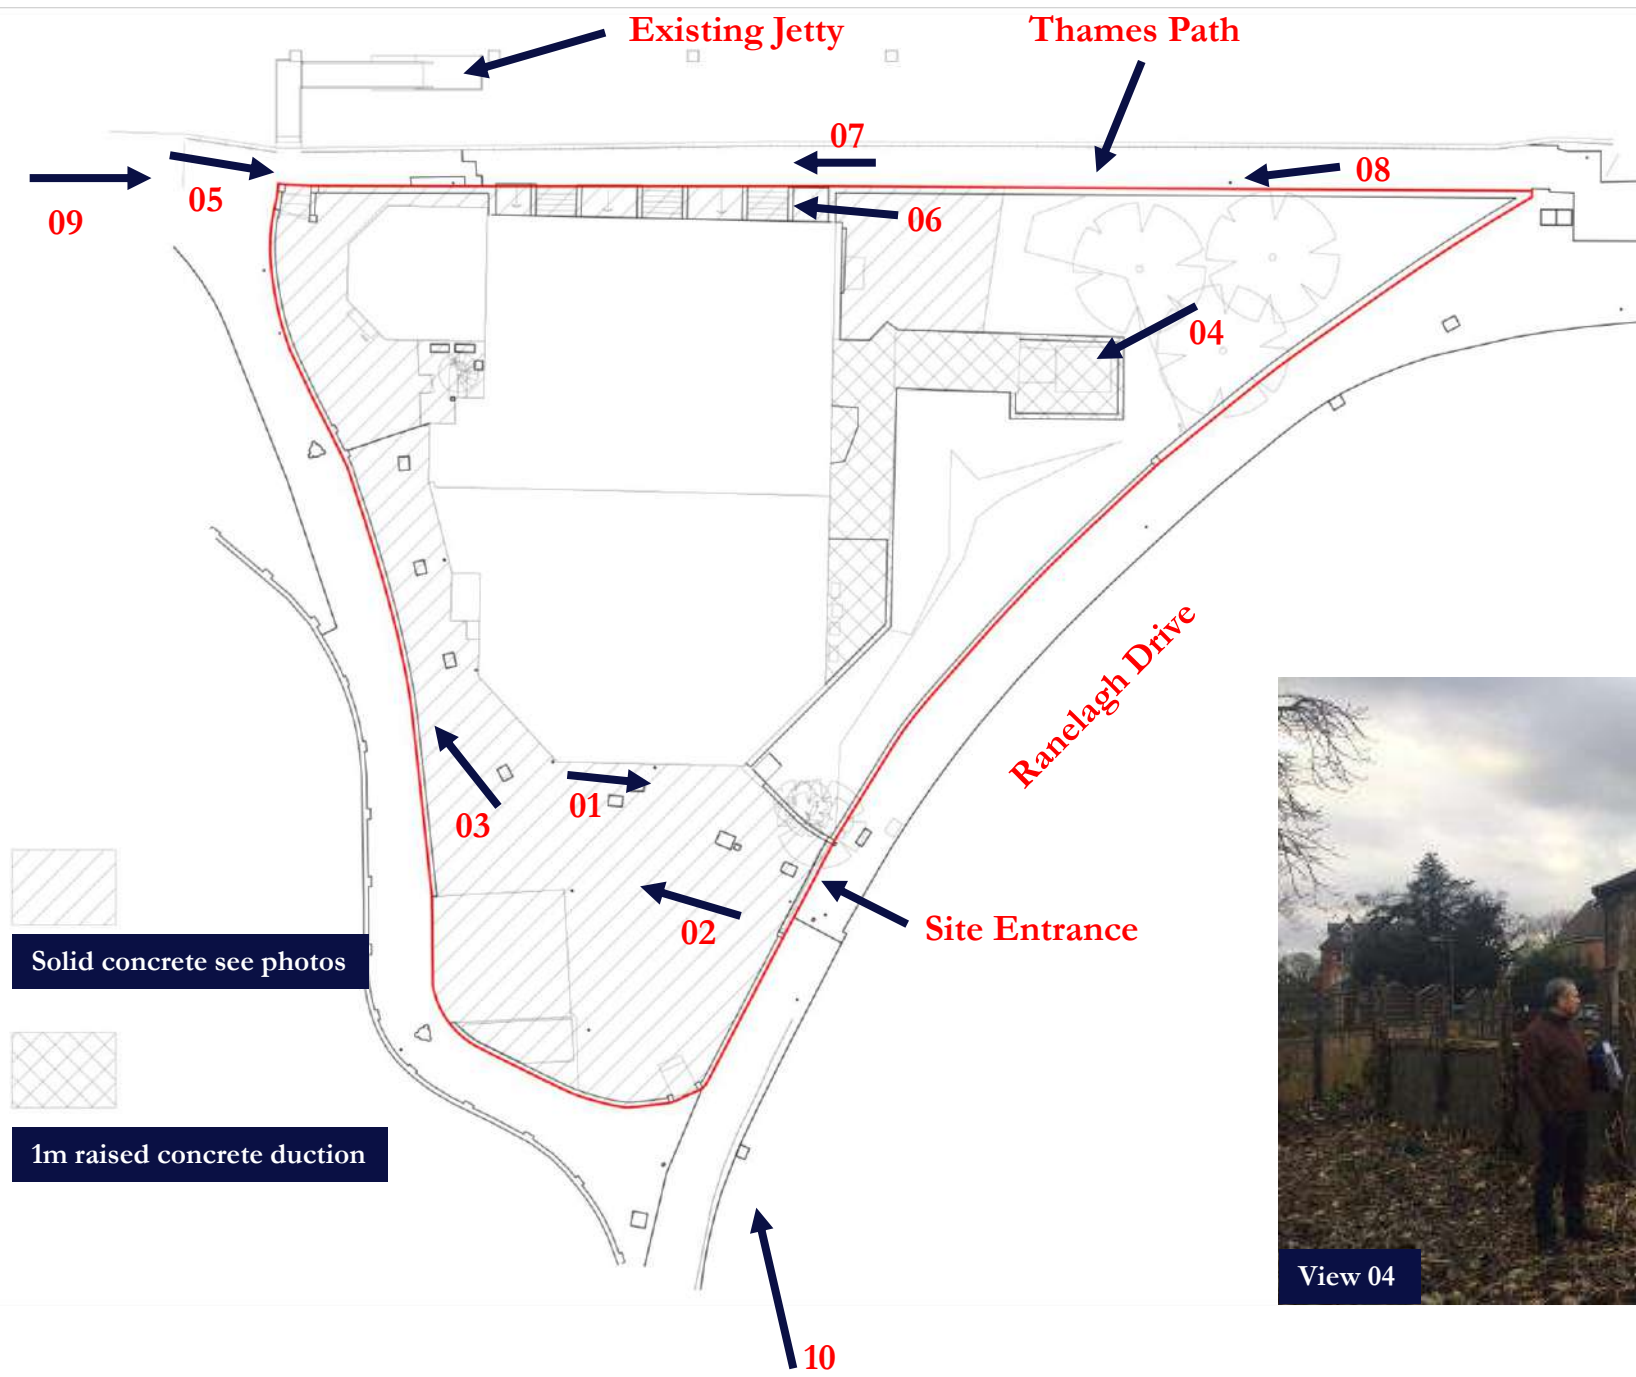 Existing Jetty
Thames Path
07
08
05
09
06
04
Ranelagh Drive
01
03
02
Site Entrance
Solid concrete see photos
1m raised concrete duction
View 04
10